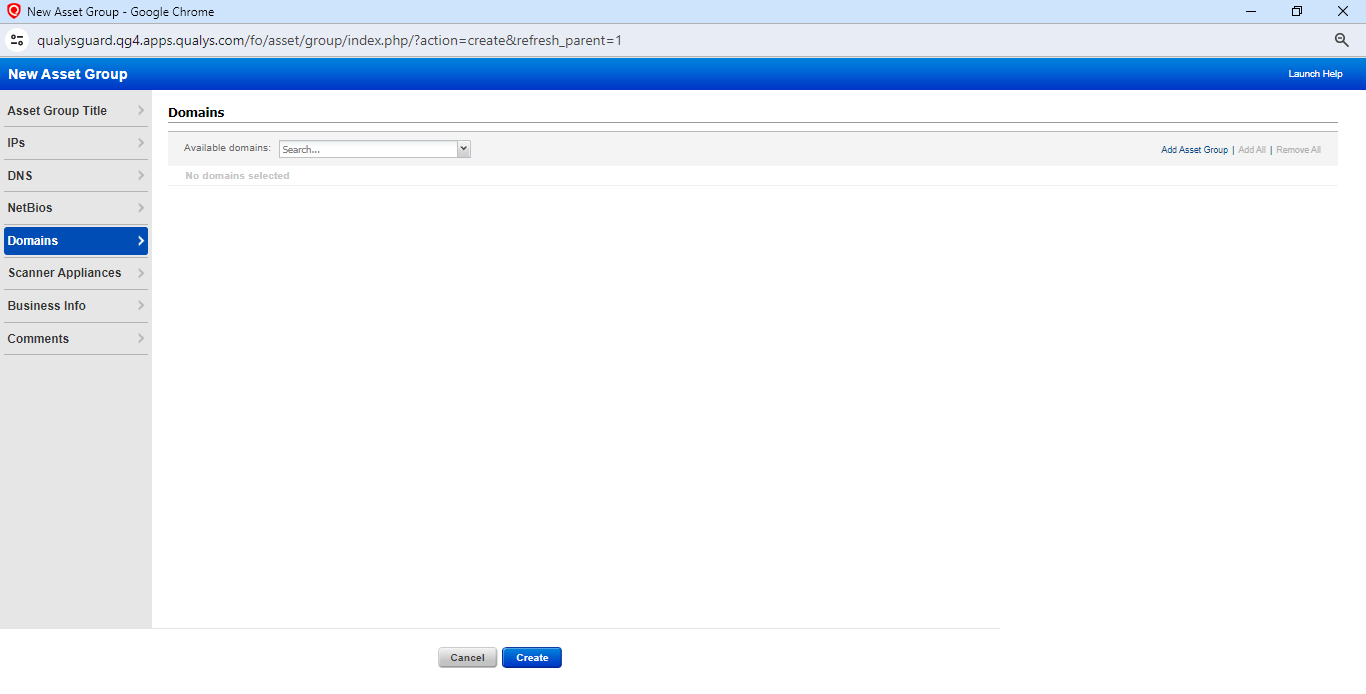 New Asset Group - Google Chrome
qualysguard.qg4.apps.qualys.com/fo/asset/group/index.php/?action=create&refresh_parent=1
New Asset Group
Launch Help
Asset Group Title
IPs
DNS
NetBios
Domains
Scanner Appliances
Business Info
Comments
Domains
Available domains: Search... Add Asset Group | Add All | Remove All
No domains selected
Cancel Create